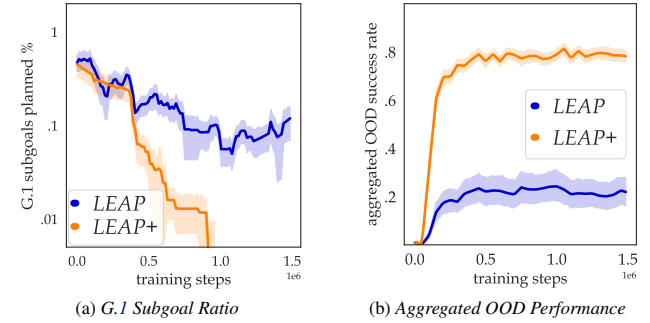 (a)
1
.1
.01
G.1 subgoals planned %
LEAP
LEAP+
0.0
0.5
1.0
1.5
1e6
training steps
(a) G.1 Subgoal Ratio
(b)
.8
.6
.4
.2
aggregated OOD success rate
LEAP
LEAP+
0.0
0.5
1.0
1.5
1e6
training steps
(b) Aggregated OOD Performance